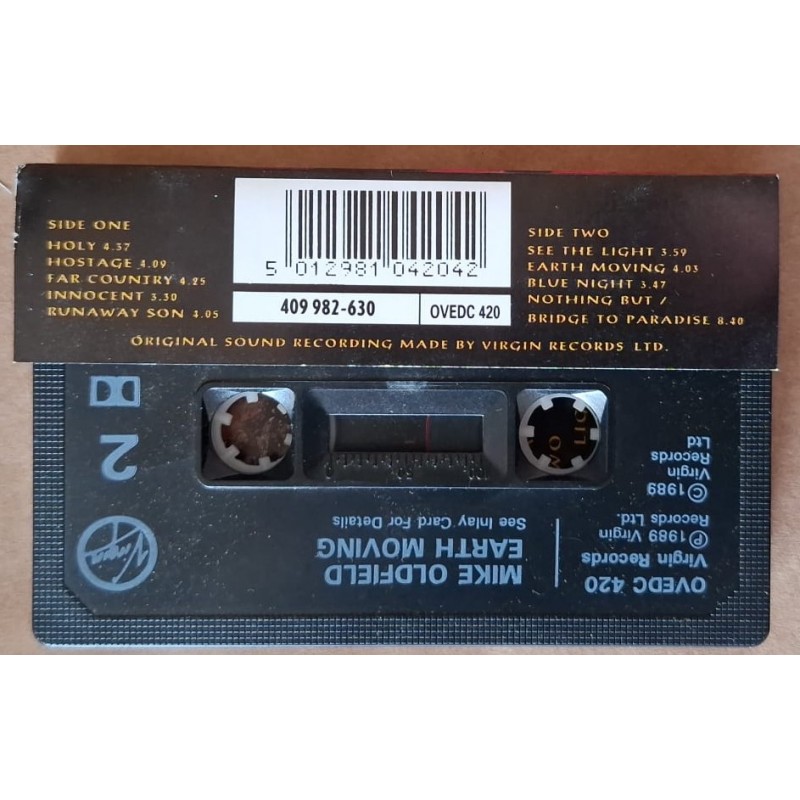 SIDE ONE
HOLY 4.37
HOSTAGE 4.09
FAR COUNTRY 4.25
INNOCENT 3.30
RUNAWAY SON 4.05
5 012981 042042
409 982-630
OVEDC 420
SIDE TWO
SEE THE LIGHT 3.59
EARTH MOVING 4.03
BLUE NIGHT 3.47
NOTHING BUT /
BRIDGE TO PARADISE 8.40
ORIGINAL SOUND RECORDING MADE BY VIRGIN RECORDS LTD.
OVEDC 420
Virgin Records
℗ 1989 Virgin
Records Ltd.
© 1989
Virgin
Records
Ltd
MIKE OLDFIELD
EARTH MOVING
See Inlay Card For Details
Virgin
2
50
WO
LIG